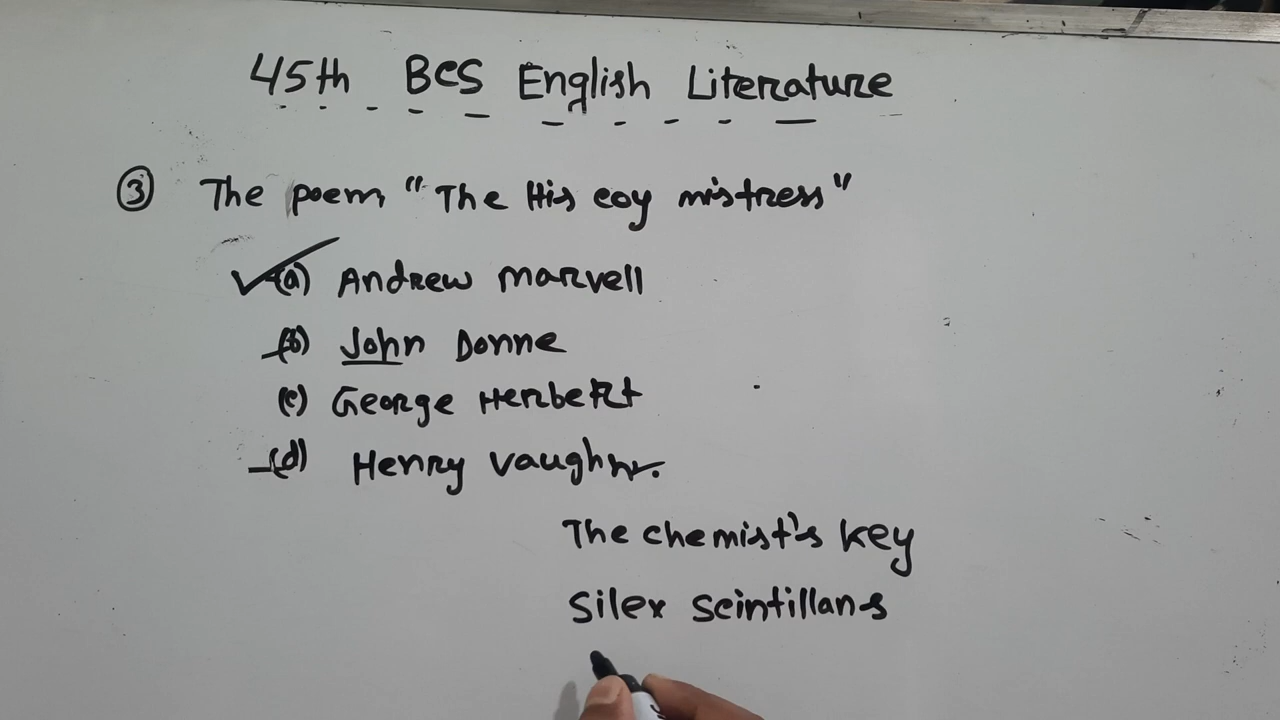 45th BCS English Literature
③ The poem "The His coy mistress"
(a) Andrew Marvell
(b) John Donne
(c) George Herbert
(d) Henry Vaughn.
The chemist's key
Silex scintillans